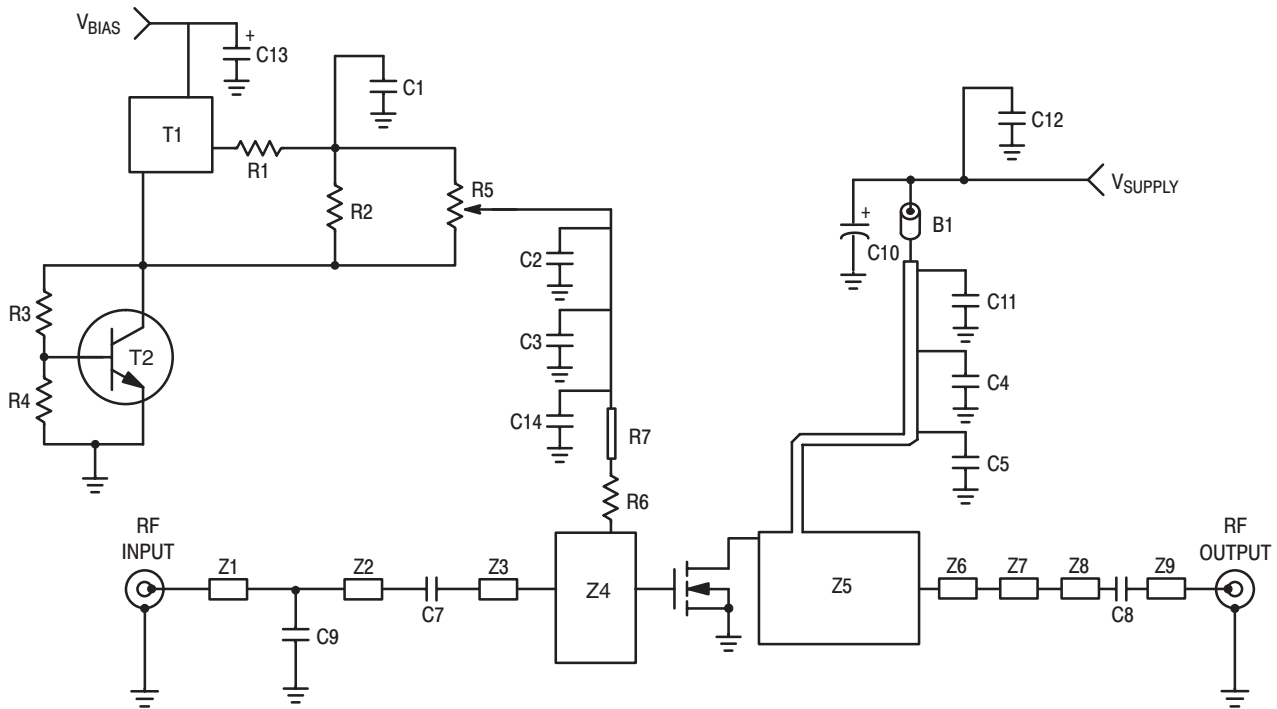 VBIAS
+
C13
C1
T1
R1
R2
R5
C12
VSUPPLY
+
B1
C10
C2
C11
R3
T2
C3
C4
R4
C14
R7
C5
R6
RF
INPUT
RF
OUTPUT
Z1
Z2
Z3
Z4
Z5
Z6
Z7
Z8
Z9
C7
C8
C9